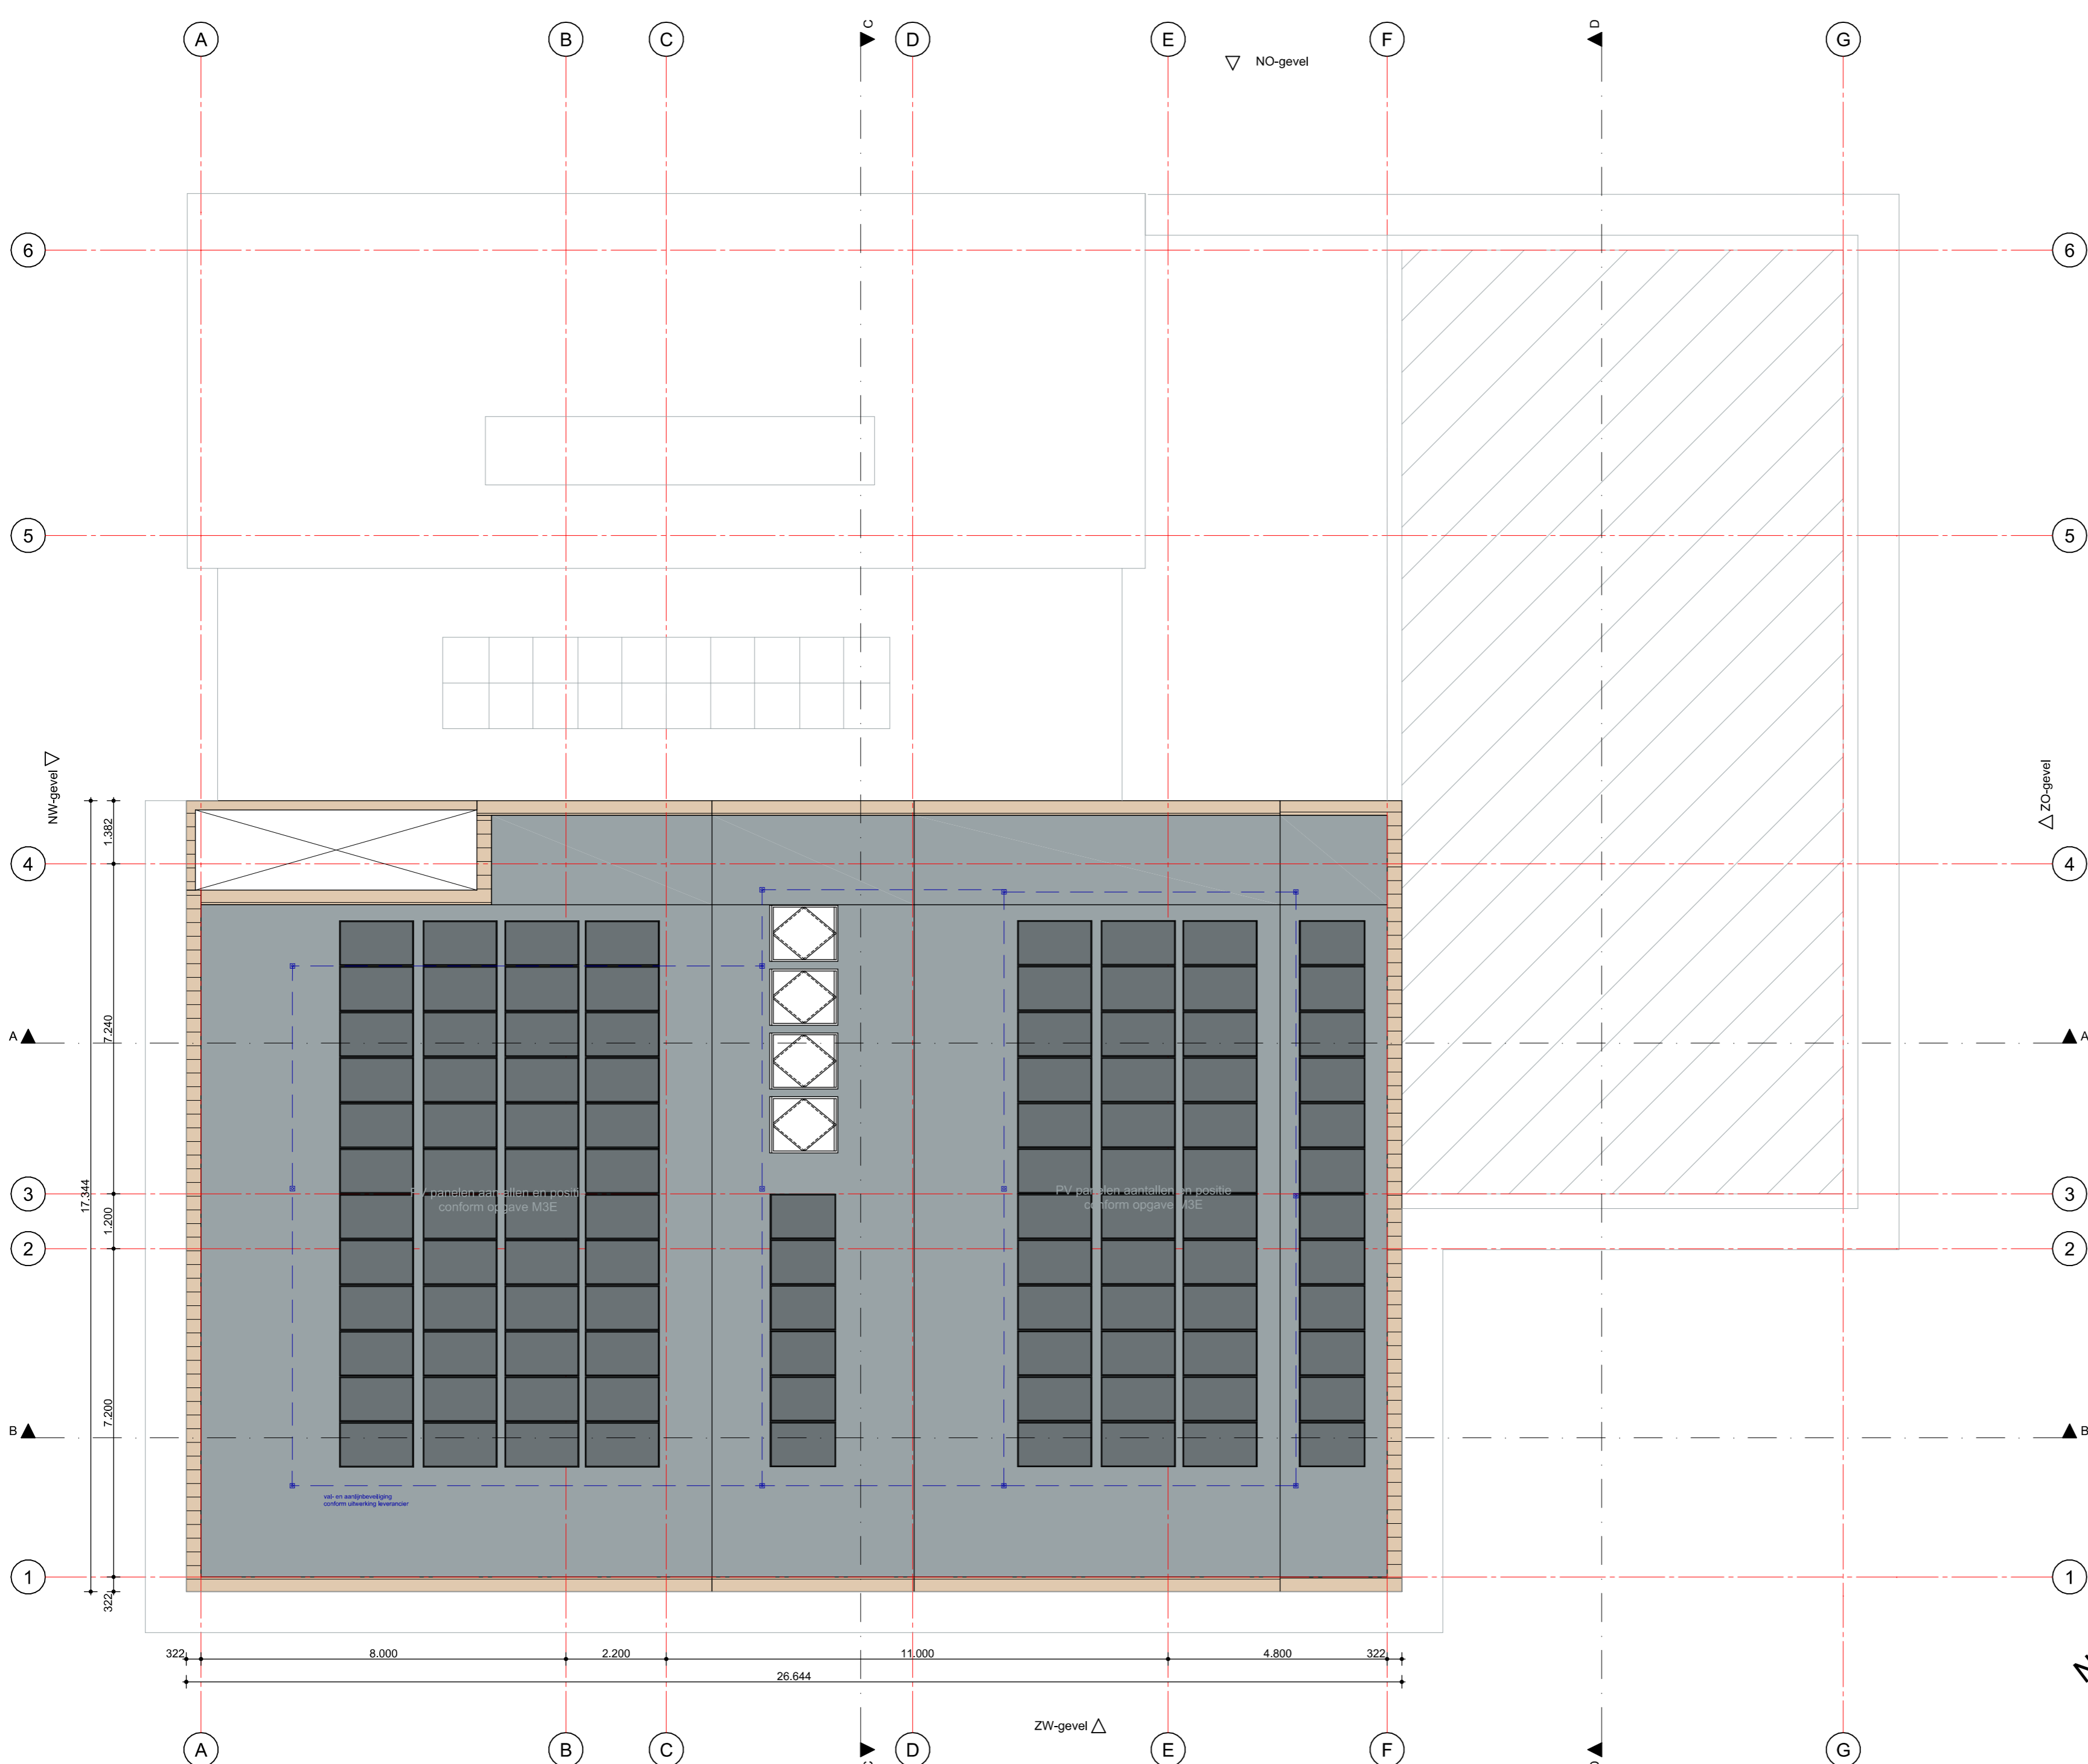 C
D
A
B
C
D
E
F
G
NO-gevel
6
6
5
5
NW-gevel
ZO-gevel
1.382
4
4
7.240
A
A
17.344
3
3
PV panelen aantallen en positie
conform opgave M3E
PV panelen aantallen en positie
conform opgave M3E
1.200
2
2
7.200
B
B
val- en aanlijnbeveiliging
conform uitwerking leverancier
1
1
322
322
8.000
2.200
11.000
4.800
322
26.644
ZW-gevel
A
B
C
D
E
F
G